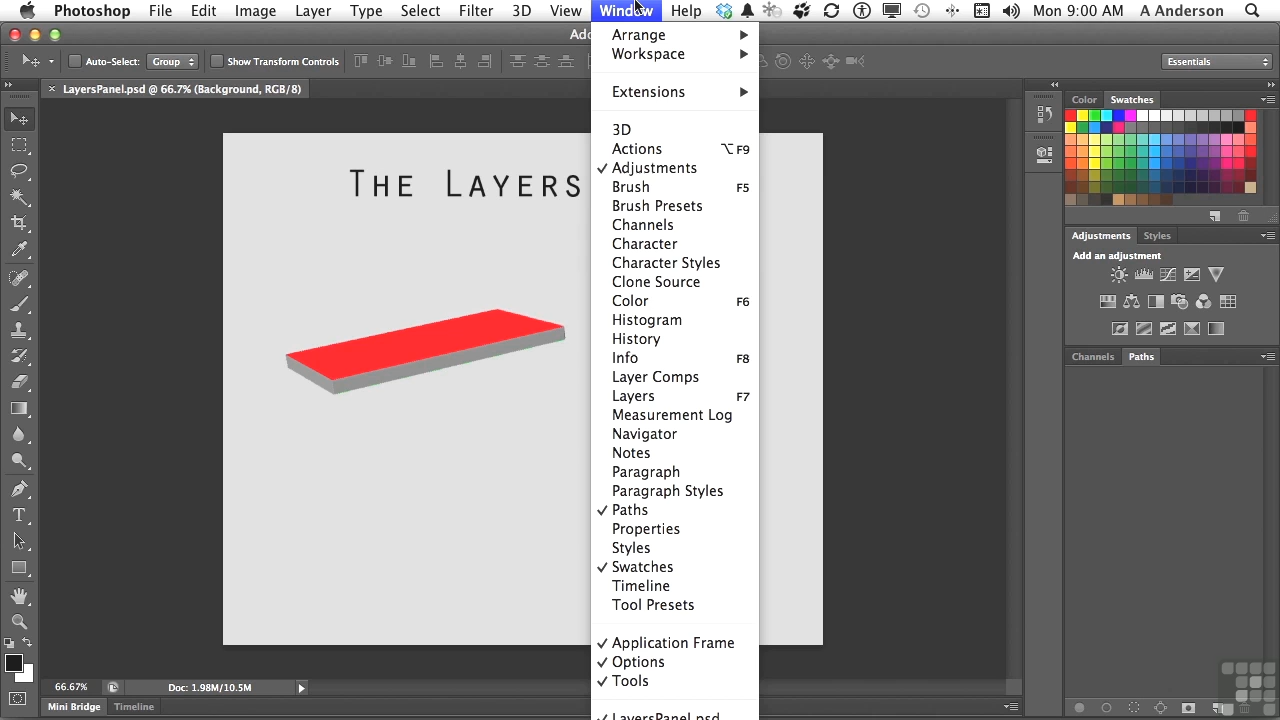 Photoshop File Edit Image Layer Type Select Filter 3D View Window Help Mon 9:00 AM A Anderson
Ado
Auto-Select: Group Show Transform Controls Essentials
× LayersPanel.psd @ 66.7% (Background, RGB/8)
The Layers
Arrange
Workspace
Extensions
3D
Actions ⌥F9
✓ Adjustments
Brush F5
Brush Presets
Channels
Character
Character Styles
Clone Source
Color F6
Histogram
History
Info F8
Layer Comps
Layers F7
Measurement Log
Navigator
Notes
Paragraph
Paragraph Styles
✓ Paths
Properties
Styles
✓ Swatches
Timeline
Tool Presets
✓ Application Frame
✓ Options
✓ Tools
✓ LayersPanel.psd
Color Swatches
Adjustments Styles
Add an adjustment
Channels Paths
66.67% Doc: 1.98M/10.5M
Mini Bridge Timeline